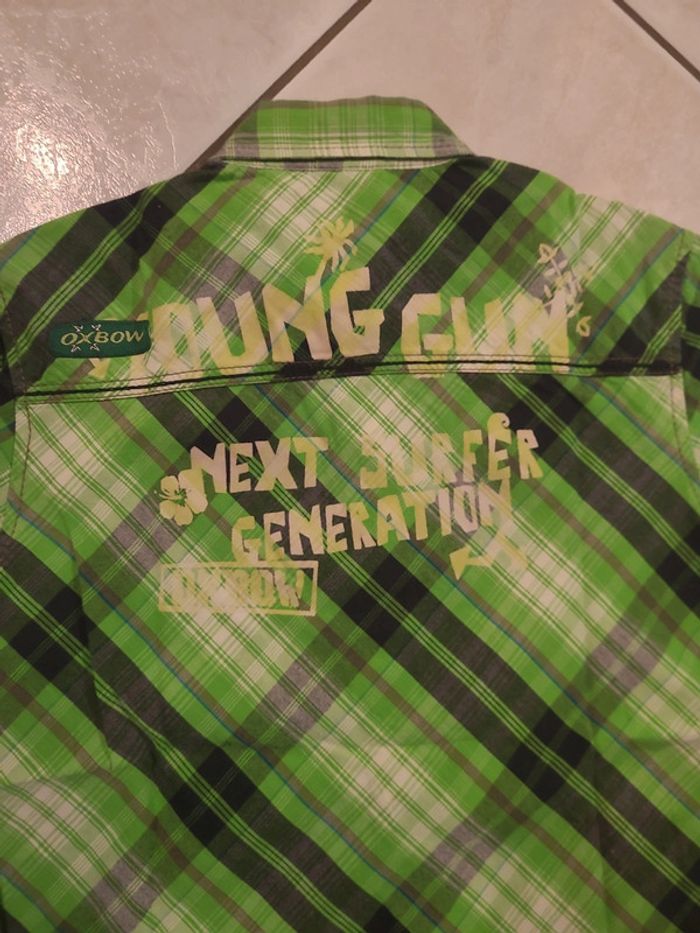 YOUNG GUN
OXBOW
NEXT SURFER
GENERATION
OXBOW